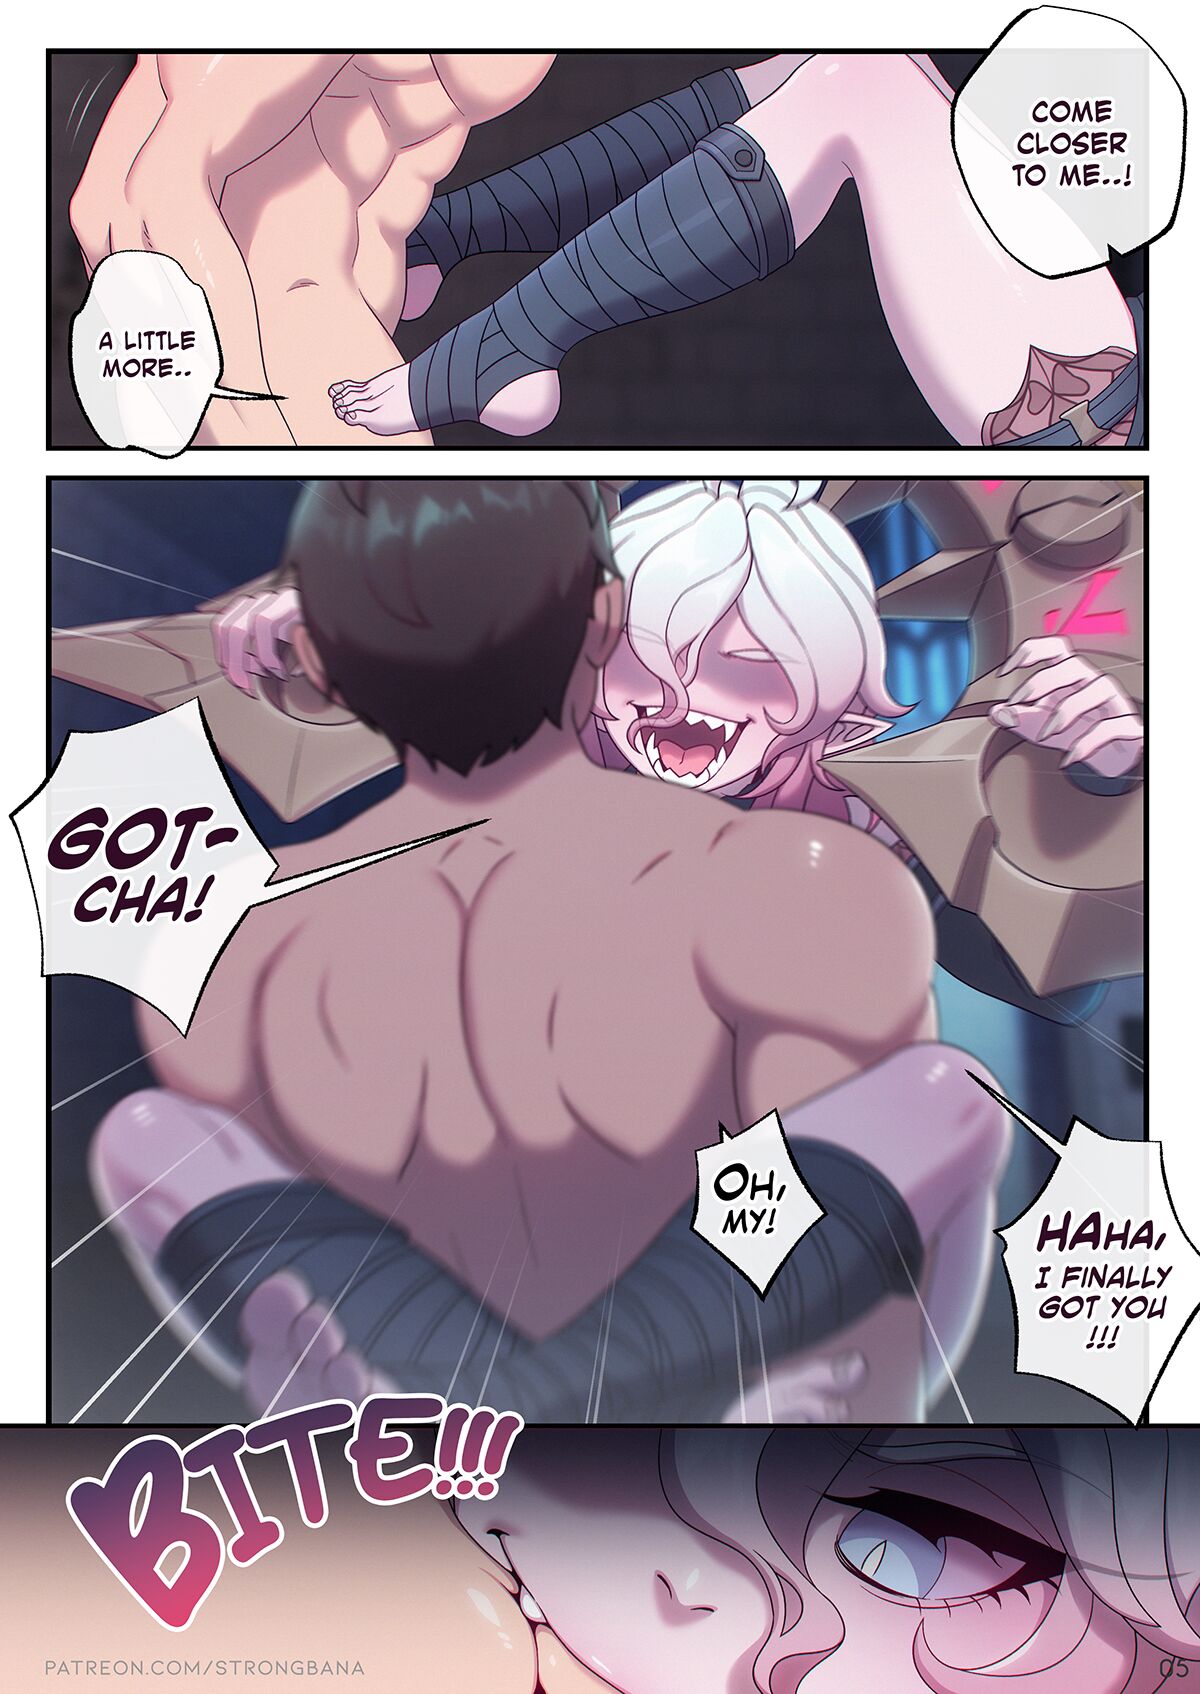 COME
CLOSER
TO ME..!
A LITTLE
MORE..
GOT-
CHA!
OH,
MY!
HAHA,
I FINALLY
GOT YOU
!!!
BITE!!!
PATREON.COM/STRONGBANA
05